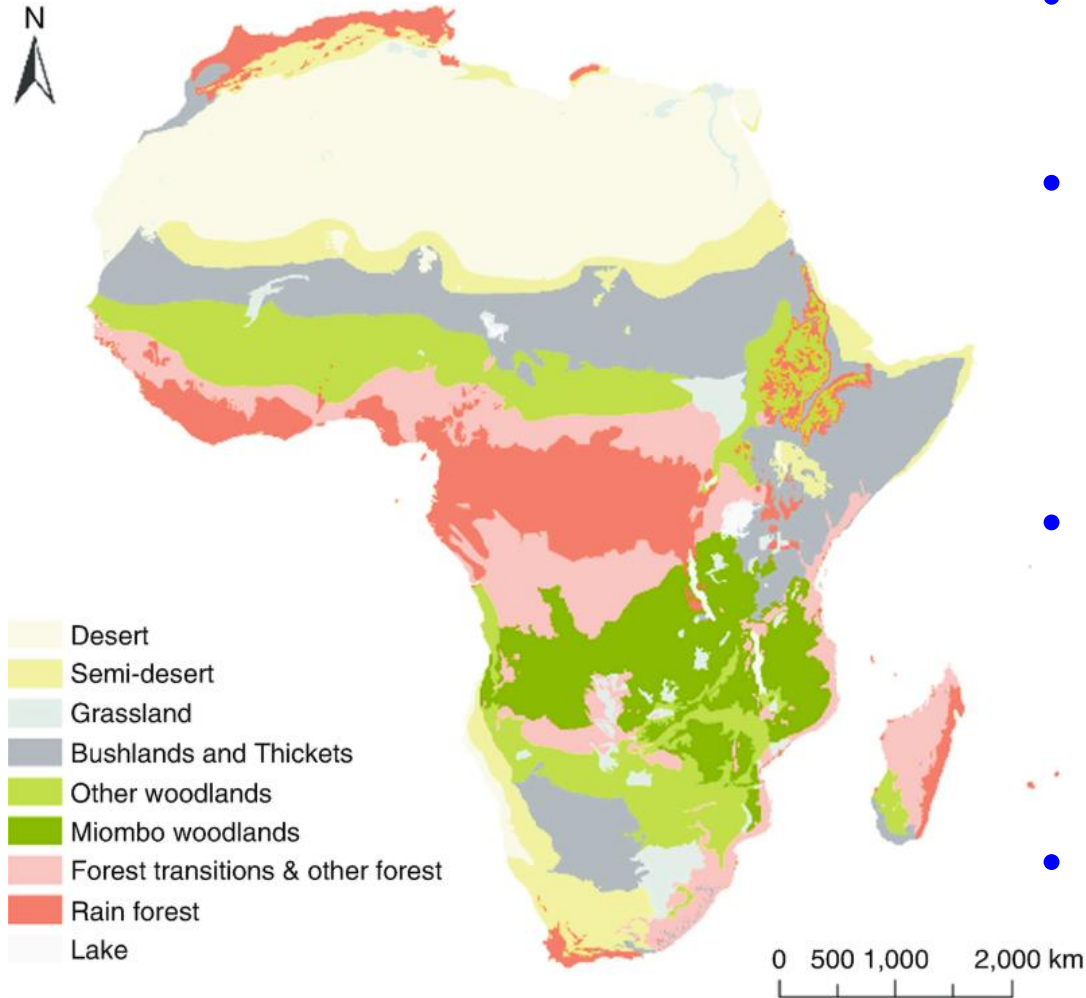 N
Desert
Semi-desert
Grassland
Bushlands and Thickets
Other woodlands
Miombo woodlands
Forest transitions & other forest
Rain forest
Lake
0 500 1,000 2,000 km